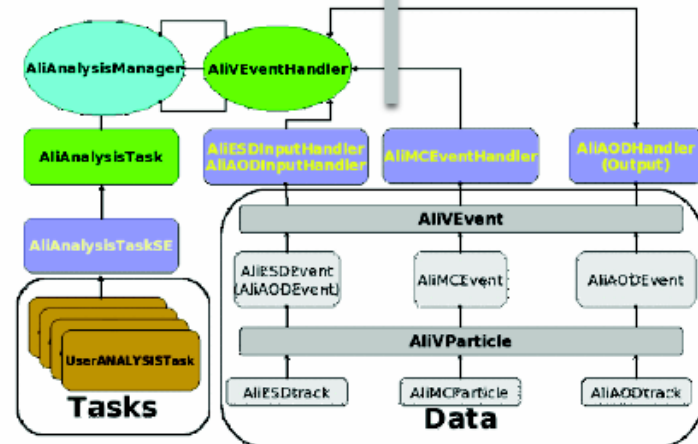 AliAnalysisManager
AliVEventHandler
AliAnalysisTask
AliESDInputHandler
AliAODInputHandler
AliMCEventHandler
AliAODHandler
(Output)
AliVEvent
AliAnalysisTaskSE
AliESDEvent
(AliAODEvent)
AliMCEvent
AliAODEvent
AliVParticle
UserANALYSISTask
AliESDtrack
AliMCParticle
AliAODtrack
Tasks
Data